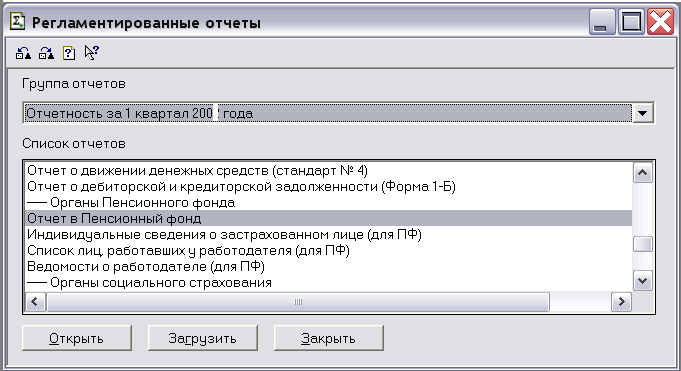 Регламентированные отчеты
Группа отчетов
Отчетность за 1 квартал 200 года
Список отчетов
Отчет о движении денежных средств (стандарт № 4)
Отчет о дебиторской и кредиторской задолженности (Форма 1-Б)
── Органы Пенсионного фонда
Отчет в Пенсионный фонд
Индивидуальные сведения о застрахованном лице (для ПФ)
Список лиц, работавших у работодателя (для ПФ)
Ведомости о работодателе (для ПФ)
── Органы социального страхования
Открыть
Загрузить
Закрыть